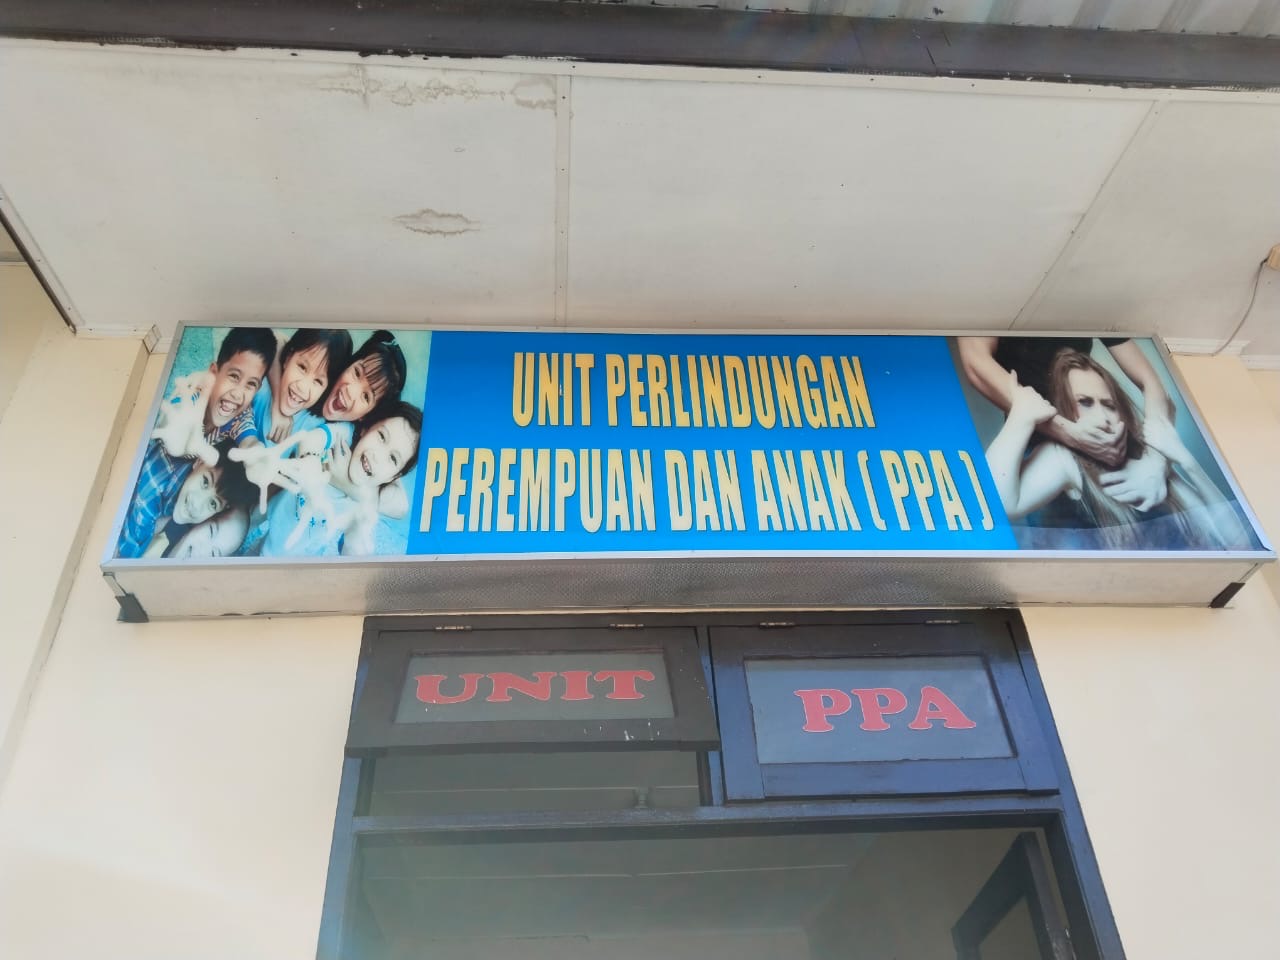 UNIT PERLINDUNGAN
PEREMPUAN DAN ANAK ( PPA )
UNIT PPA